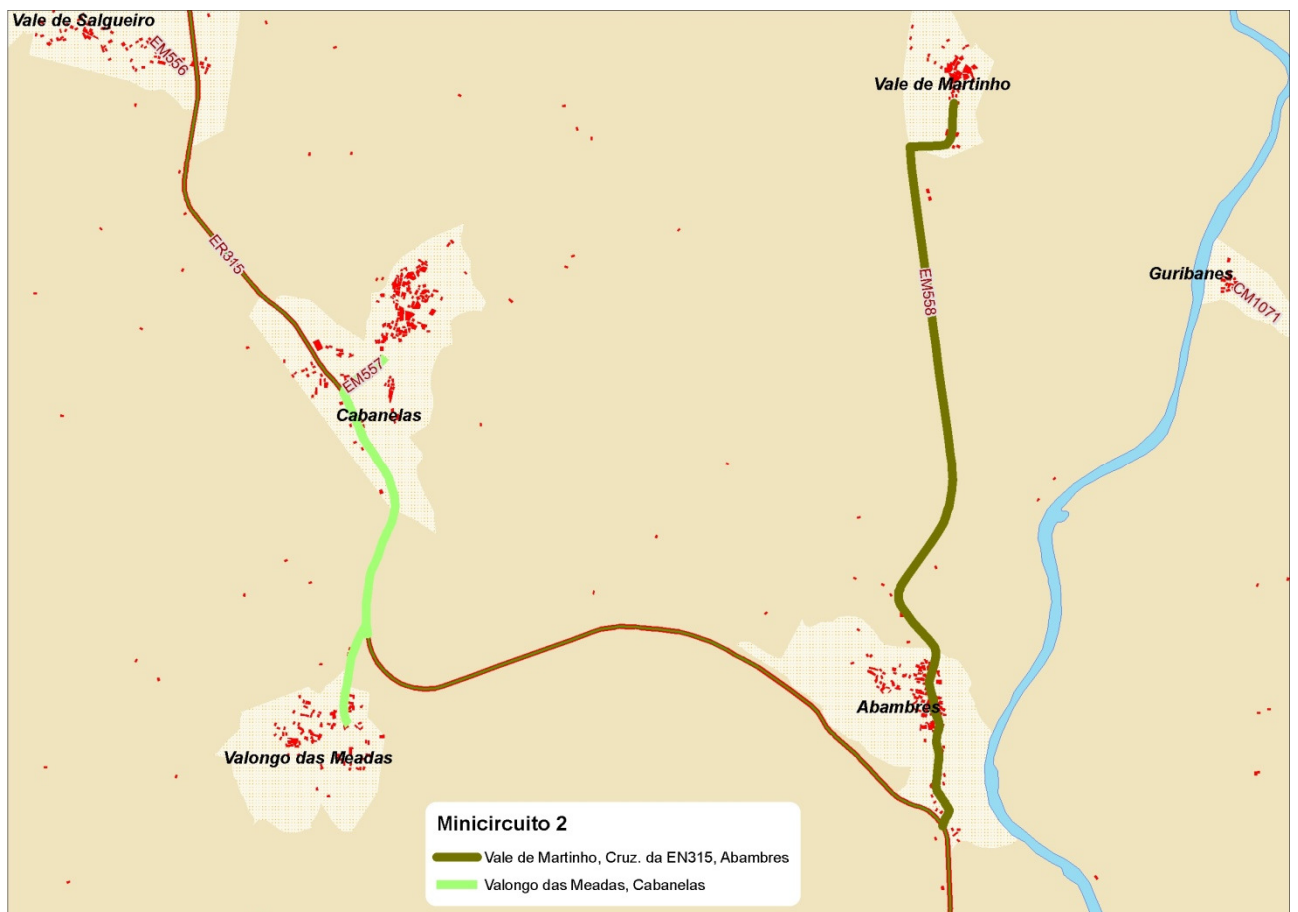 Vale de Salgueiro
EM556
Vale de Martinho
ER315
EM558
Guribanes
CM1071
EM557
Cabanelas
Abambres
Valongo das Meadas
Minicircuito 2
Vale de Martinho, Cruz. da EN315, Abambres
Valongo das Meadas, Cabanelas